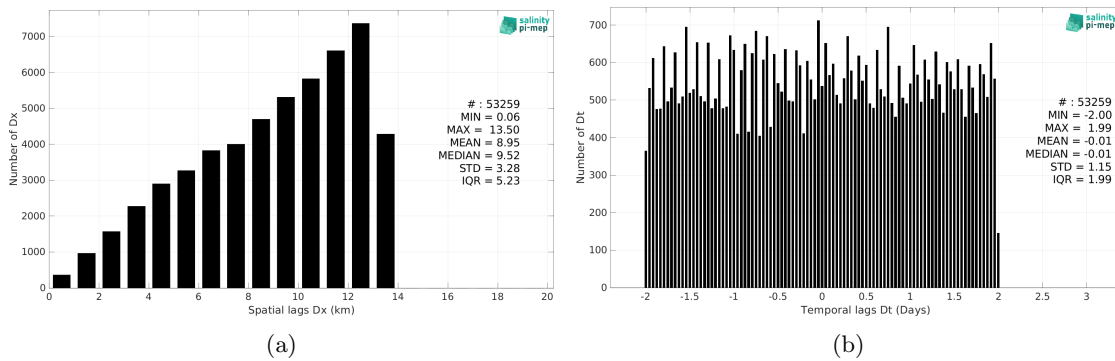 salinity
pi-mep
7000
6000
5000
4000
3000
2000
1000
0
Number of Dx
# : 53259
MIN = 0.06
MAX = 13.50
MEAN = 8.95
MEDIAN = 9.52
STD = 3.28
IQR = 5.23
0 2 4 6 8 10 12 14 16 18 20
Spatial lags Dx (km)
(a)
salinity
pi-mep
700
600
500
400
300
200
100
0
Number of Dt
# : 53259
MIN = -2.00
MAX = 1.99
MEAN = -0.01
MEDIAN = -0.01
STD = 1.15
IQR = 1.99
-2 -1.5 -1 -0.5 0 0.5 1 1.5 2 2.5 3
Temporal lags Dt (Days)
(b)